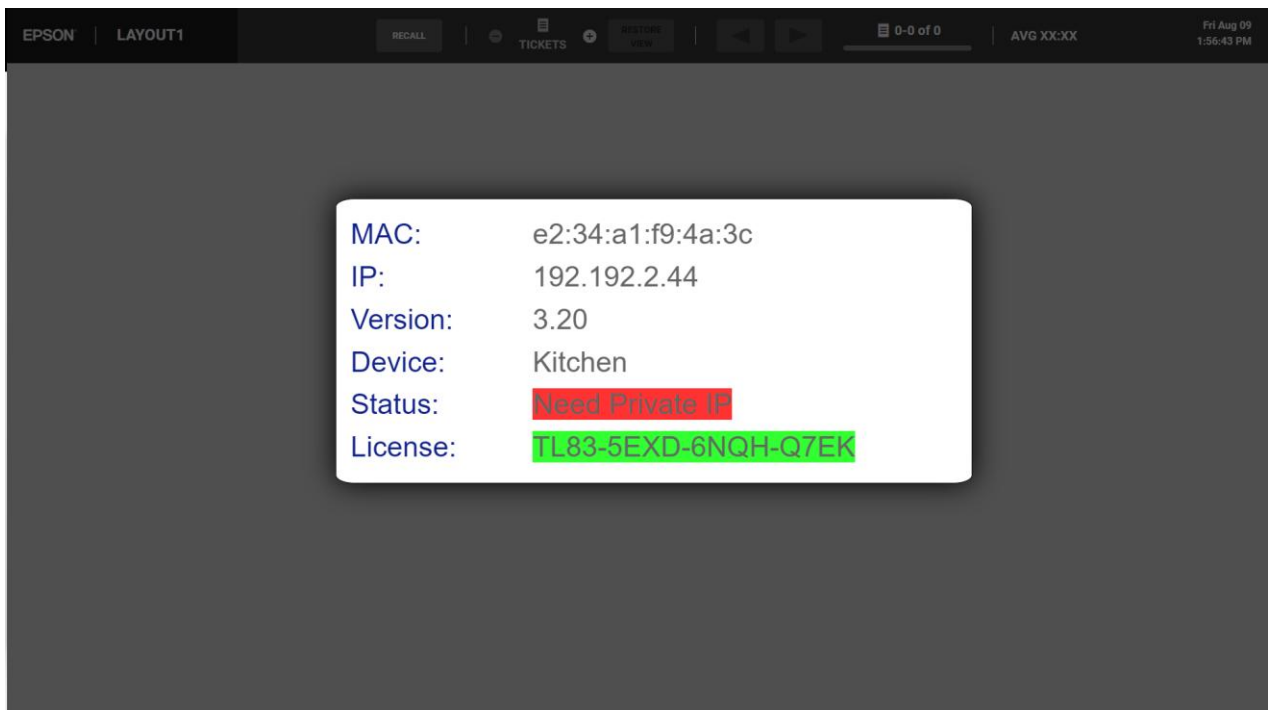 EPSON | LAYOUT1 RECALL TICKETS RESTORE VIEW 0-0 of 0 AVG XX:XX Fri Aug 09 1:56:43 PM
MAC: e2:34:a1:f9:4a:3c
IP: 192.192.2.44
Version: 3.20
Device: Kitchen
Status: Need Private IP
License: TL83-5EXD-6NQH-Q7EK